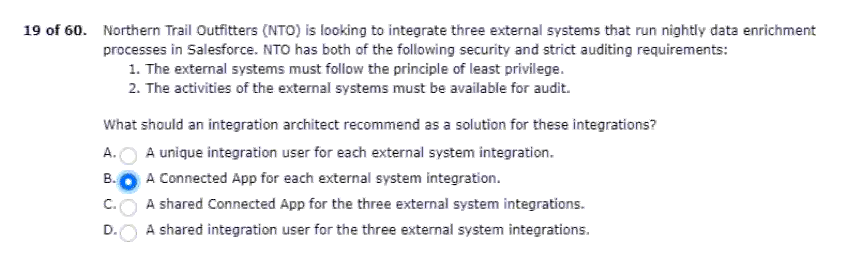 19 of 60. Northern Trail Outfitters (NTO) is looking to integrate three external systems that run nightly data enrichment
processes in Salesforce. NTO has both of the following security and strict auditing requirements:
1. The external systems must follow the principle of least privilege.
2. The activities of the external systems must be available for audit.
What should an integration architect recommend as a solution for these integrations?
A. A unique integration user for each external system integration.
B. A Connected App for each external system integration.
C. A shared Connected App for the three external system integrations.
D. A shared integration user for the three external system integrations.